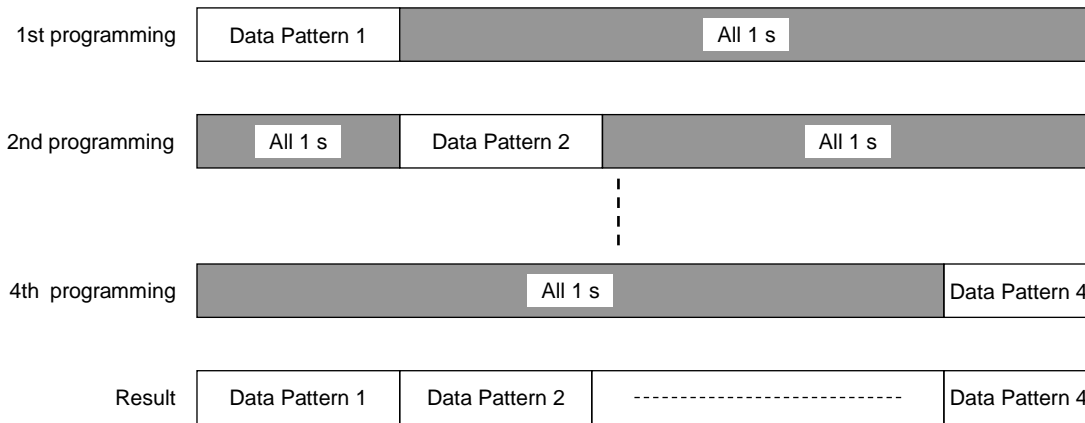 1st programming
Data Pattern 1
All 1 s
2nd programming
All 1 s
Data Pattern 2
All 1 s
4th programming
All 1 s
Data Pattern 4
Result
Data Pattern 1
Data Pattern 2
Data Pattern 4